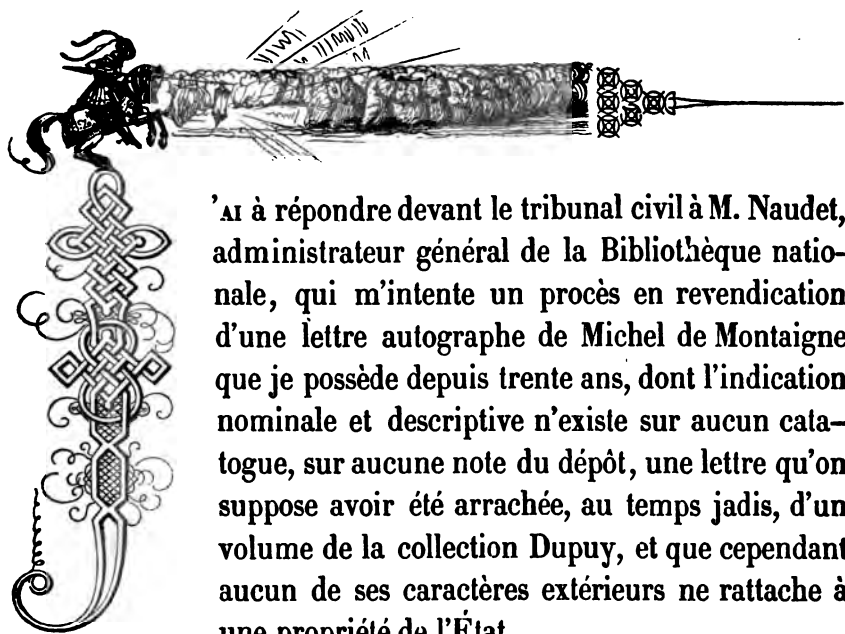 J'AI à répondre devant le tribunal civil à M. Naudet,
administrateur général de la Bibliothèque natio-
nale, qui m'intente un procès en revendication
d'une lettre autographe de Michel de Montaigne
que je possède depuis trente ans, dont l'indication
nominale et descriptive n'existe sur aucun cata-
togue, sur aucune note du dépôt, une lettre qu'on
suppose avoir été arrachée, au temps jadis, d'un
volume de la collection Dupuy, et que cependant
aucun de ses caractères extérieurs ne rattache à
une propriété de l'État